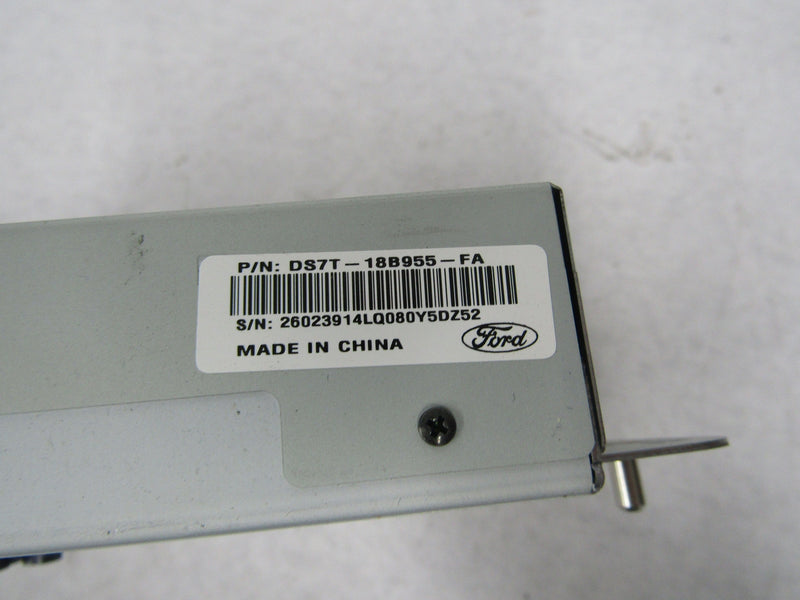 P/N: DS7T-18B955-FA
S/N: 26023914LQ080Y5DZ52
MADE IN CHINA
Ford